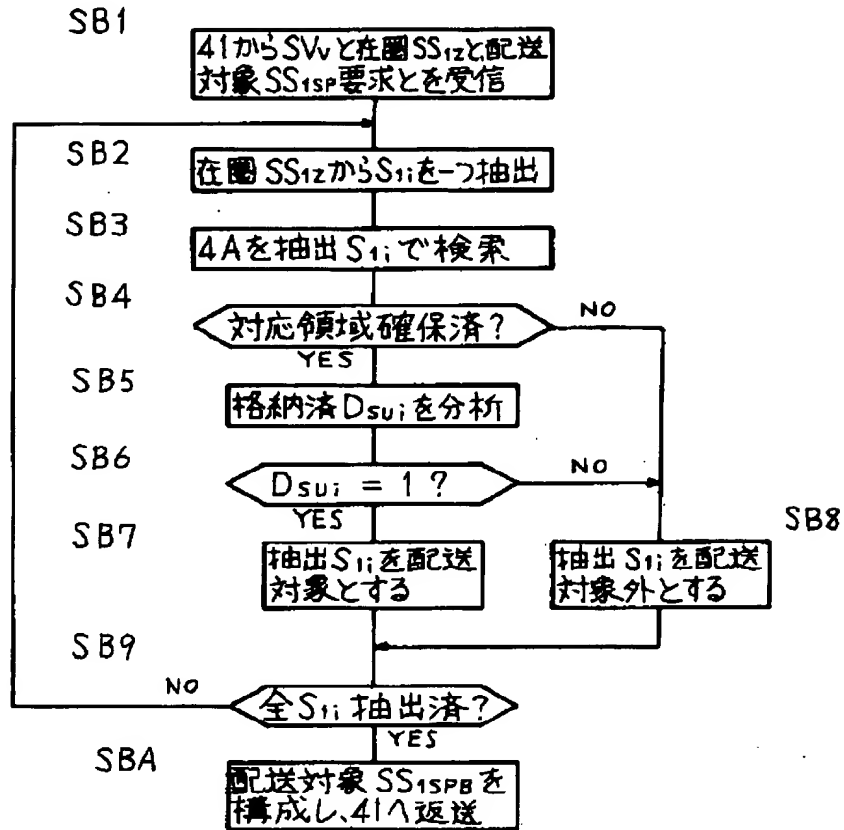 SB1
41からSVvと在圏SS1Zと配送
対象SS1SP要求とを受信
SB2
在圏SS1ZからS1iを一つ抽出
SB3
4Aを抽出S1iで検索
SB4
対応領域確保済?
NO
YES
SB5
格納済DSUiを分析
SB6
DSUi = 1 ?
NO
YES
SB7
抽出S1iを配送
対象とする
SB8
抽出S1iを配送
対象外とする
SB9
NO
全S1i抽出済?
YES
SBA
配送対象SS1SPBを
構成し、41へ返送